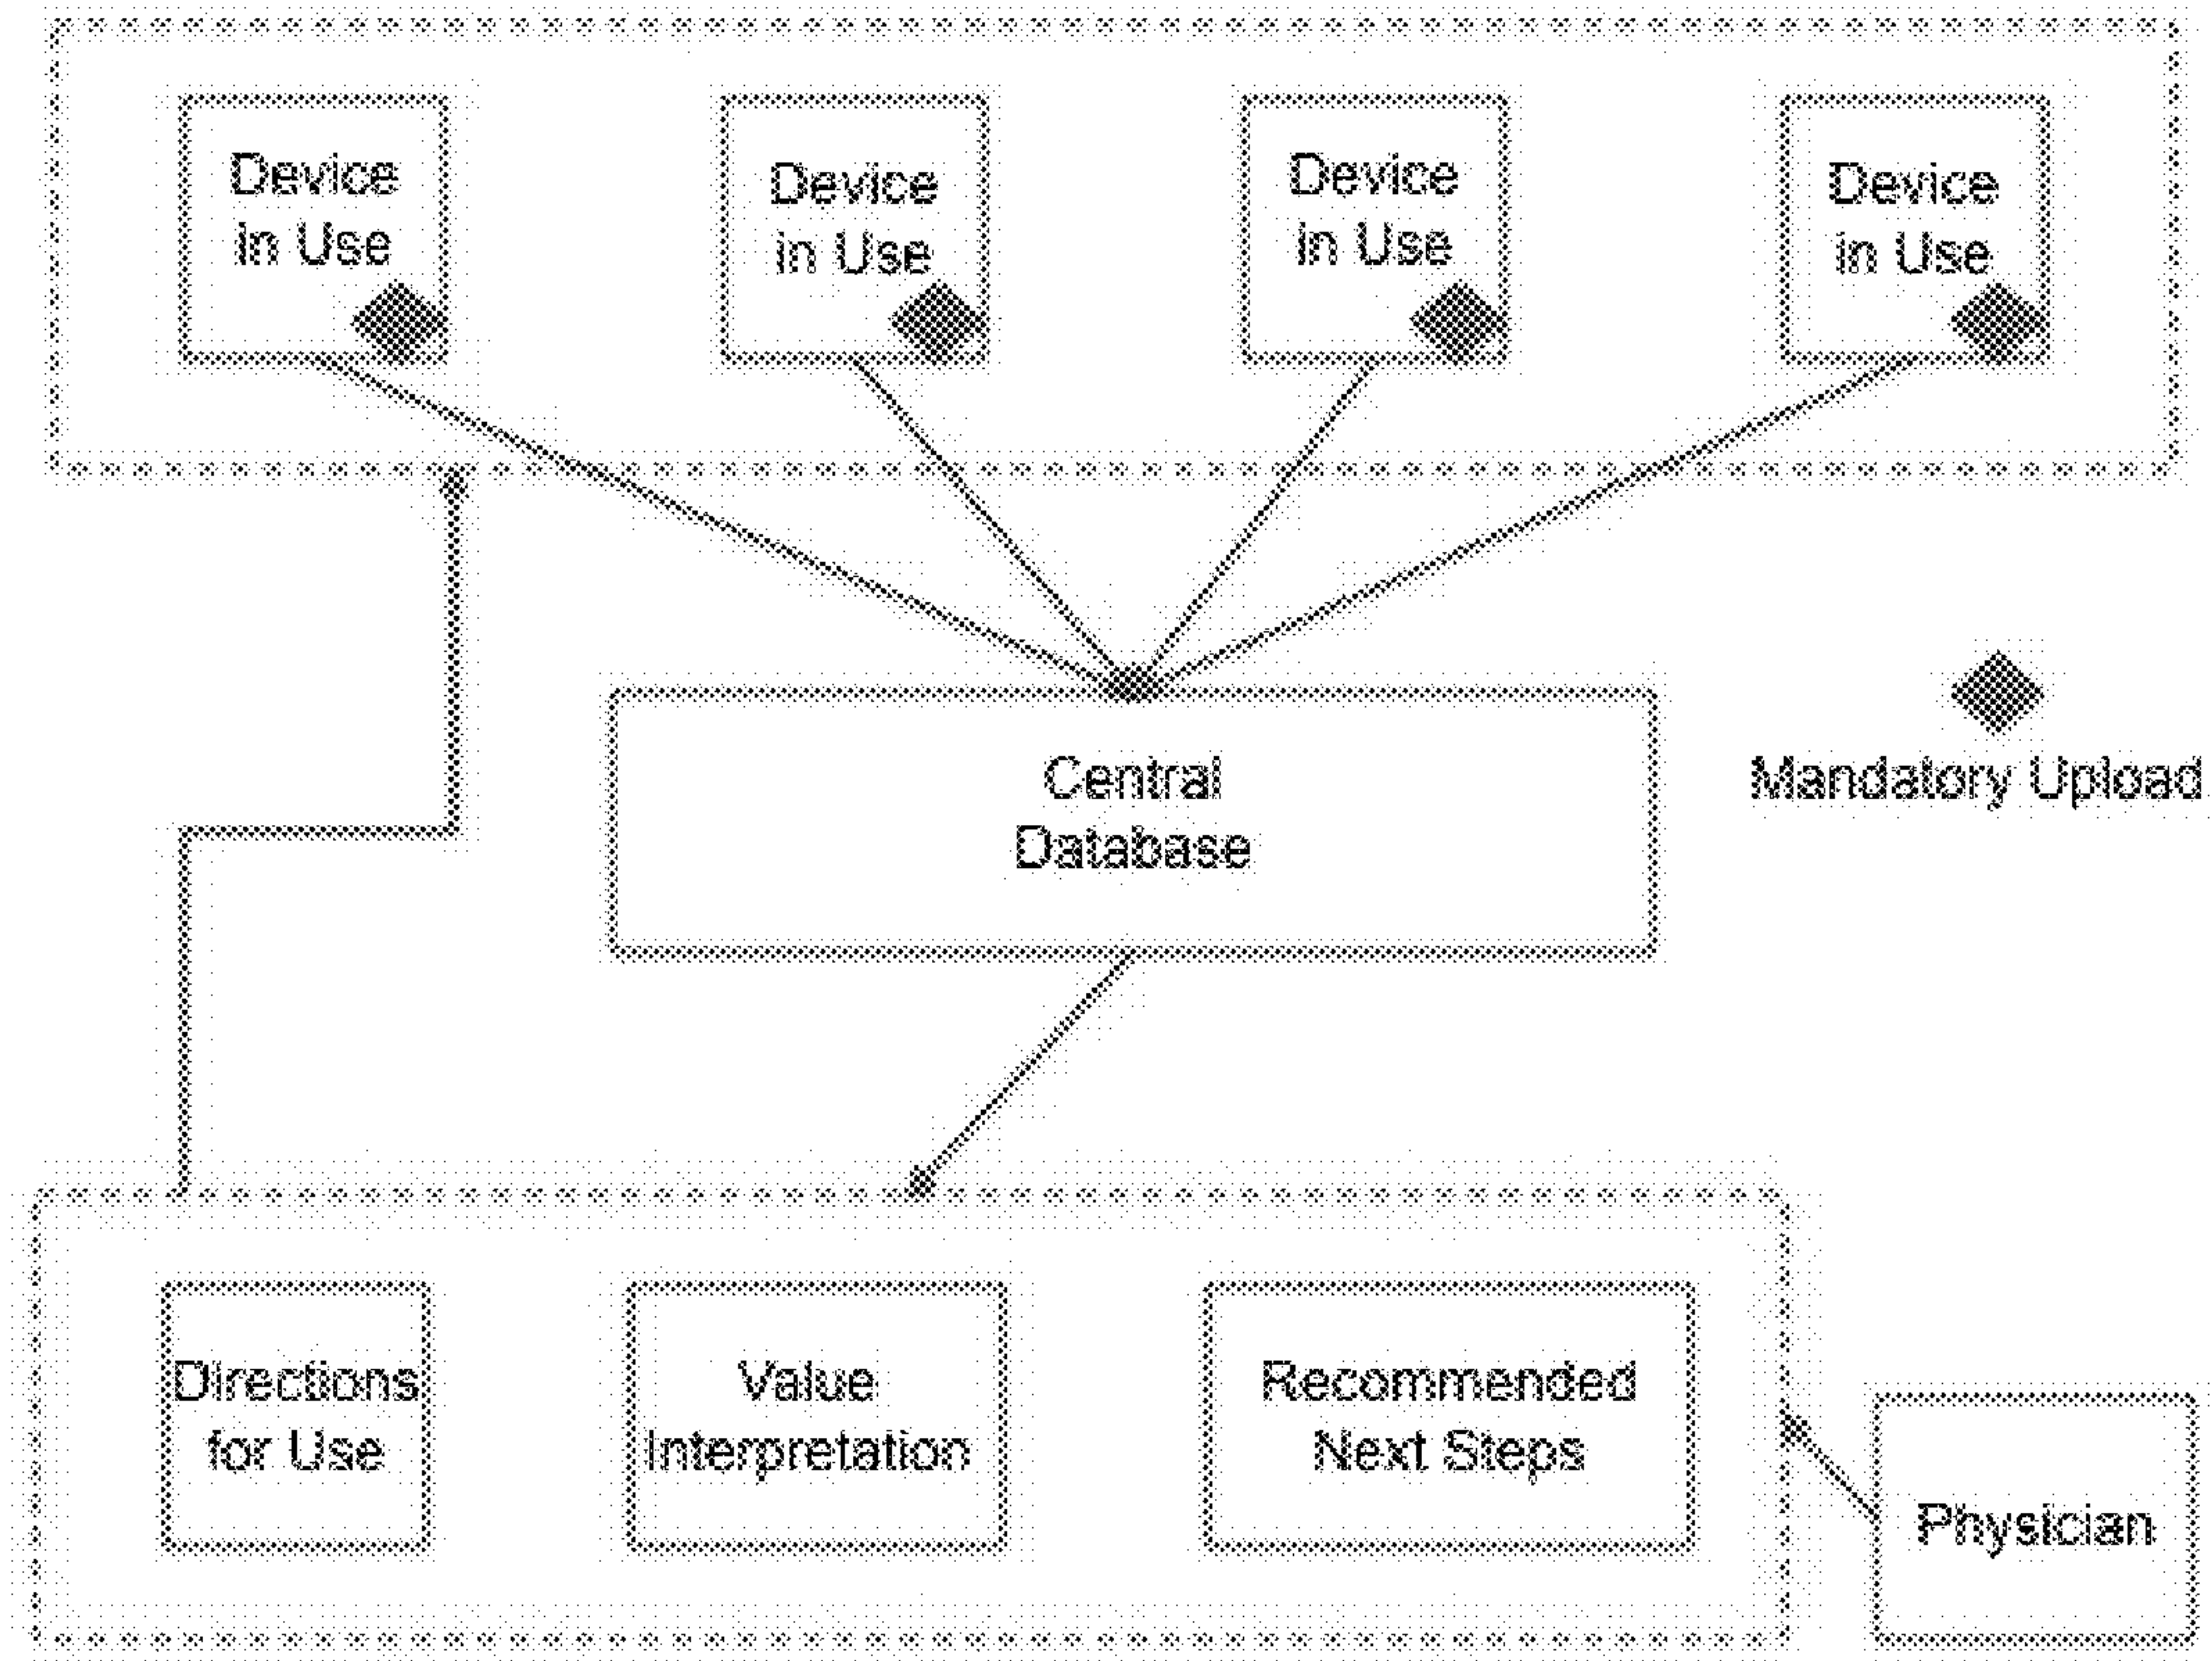 Device
in Use
Device
in Use
Device
in Use
Device
in Use
Central
Database
Mandatory Upload
Directions
for Use
Value
Interpretation
Recommended
Next Steps
Physician